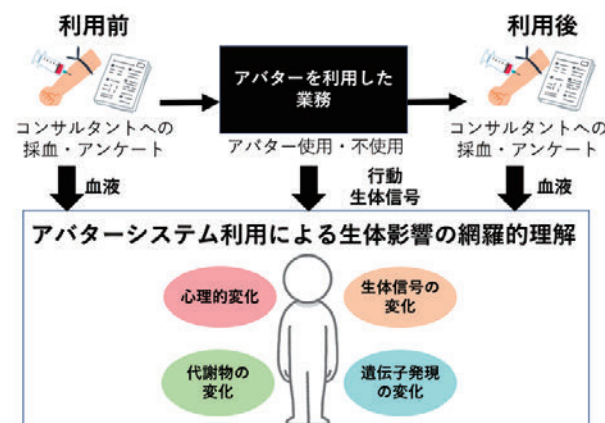 利用前
利用後
アバターを利用した
業務
コンサルタントへの
採血・アンケート
アバター使用・不使用
コンサルタントへの
採血・アンケート
血液
行動
生体信号
血液
アバターシステム利用による生体影響の網羅的理解
心理的変化
生体信号の
変化
代謝物の
変化
遺伝子発現
の変化